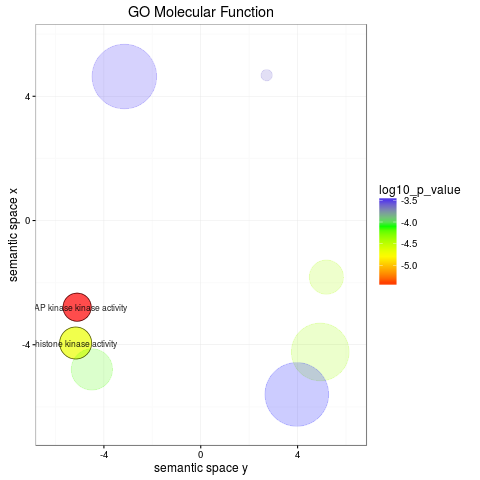 GO Molecular Function
log10_p_value
-3.5
-4.0
-4.5
-5.0
4
0
-4
AP kinase kinase activity
histone kinase activity
-4
0
4
semantic space x
semantic space y